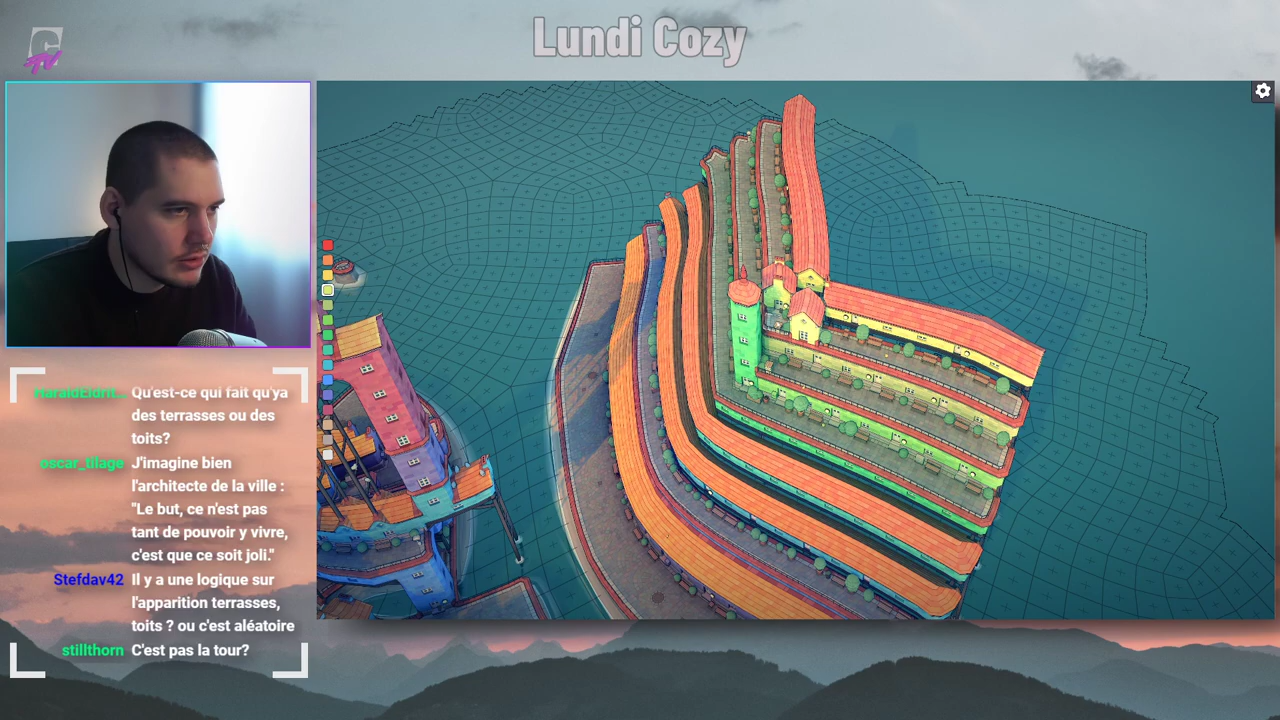 Lundi Cozy
TV
HaraldEldrit... Qu'est-ce qui fait qu'ya
des terrasses ou des
toits?
oscar_tilage J'imagine bien
l'architecte de la ville :
"Le but, ce n'est pas
tant de pouvoir y vivre,
c'est que ce soit joli."
Stefdav42 Il y a une logique sur
l'apparition terrasses,
toits ? ou c'est aléatoire
stillthorn C'est pas la tour?